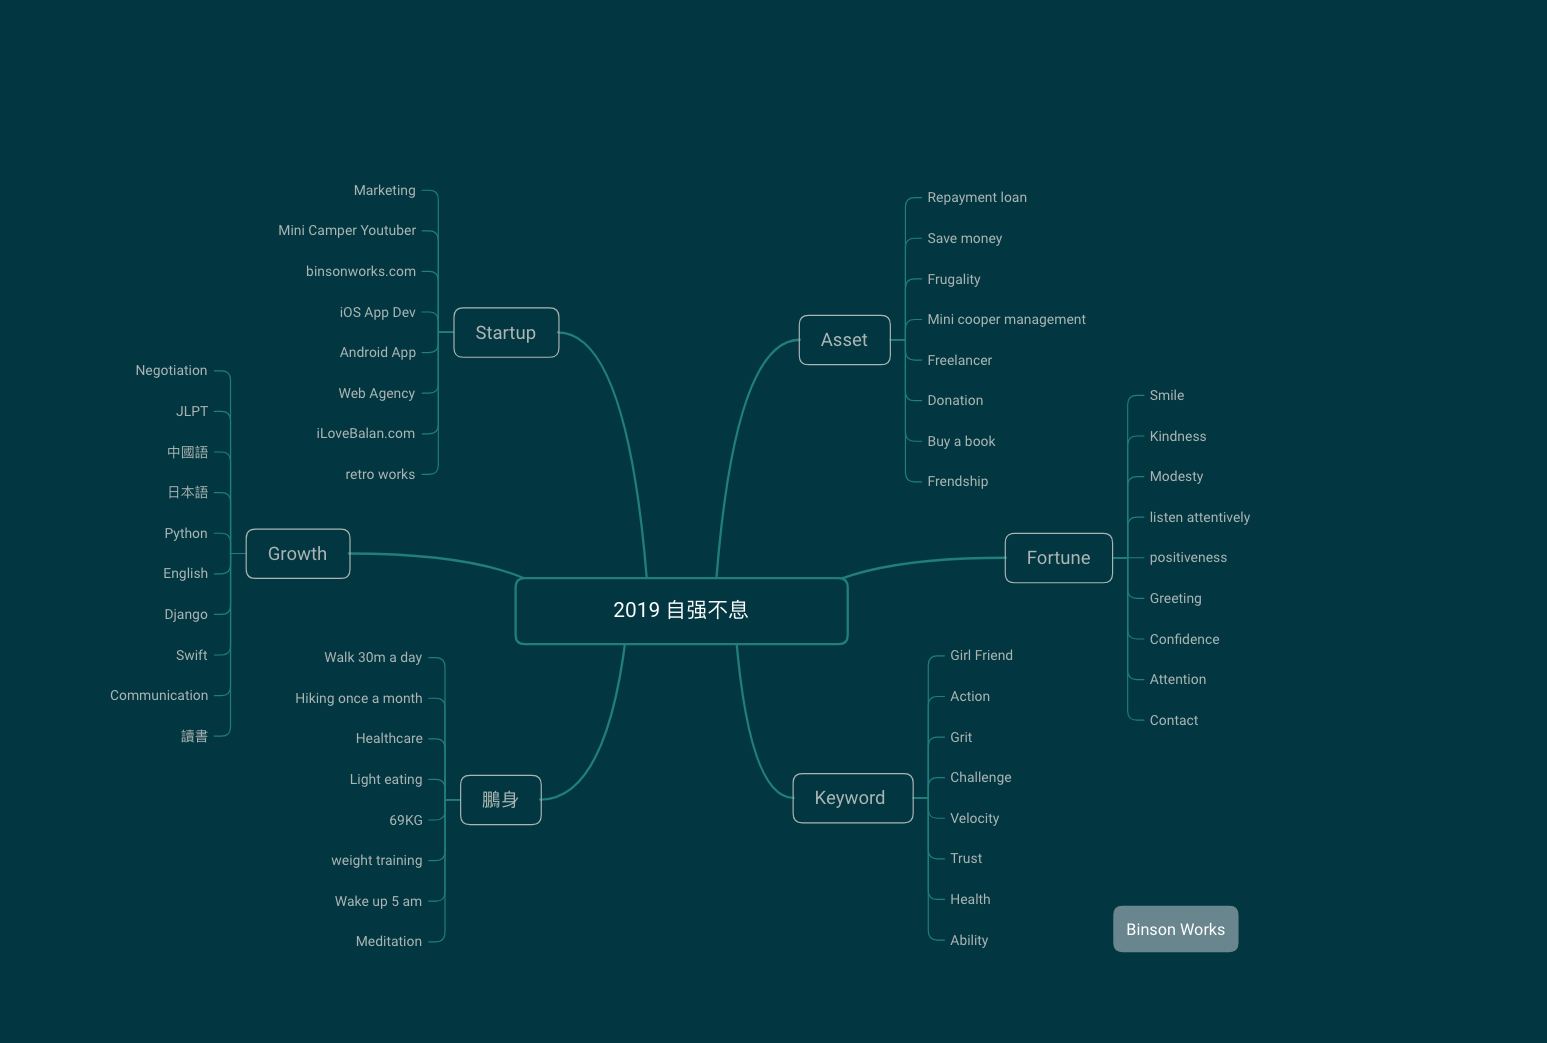 2019 自强不息
Startup
Marketing
Mini Camper Youtuber
binsonworks.com
iOS App Dev
Android App
Web Agency
iLoveBalan.com
retro works
Growth
Negotiation
JLPT
中國語
日本語
Python
English
Django
Swift
Communication
讀書
鵬身
Walk 30m a day
Hiking once a month
Healthcare
Light eating
69KG
weight training
Wake up 5 am
Meditation
Asset
Repayment loan
Save money
Frugality
Mini cooper management
Freelancer
Donation
Buy a book
Frendship
Fortune
Smile
Kindness
Modesty
listen attentively
positiveness
Greeting
Confidence
Attention
Contact
Keyword
Girl Friend
Action
Grit
Challenge
Velocity
Trust
Health
Ability
Binson Works